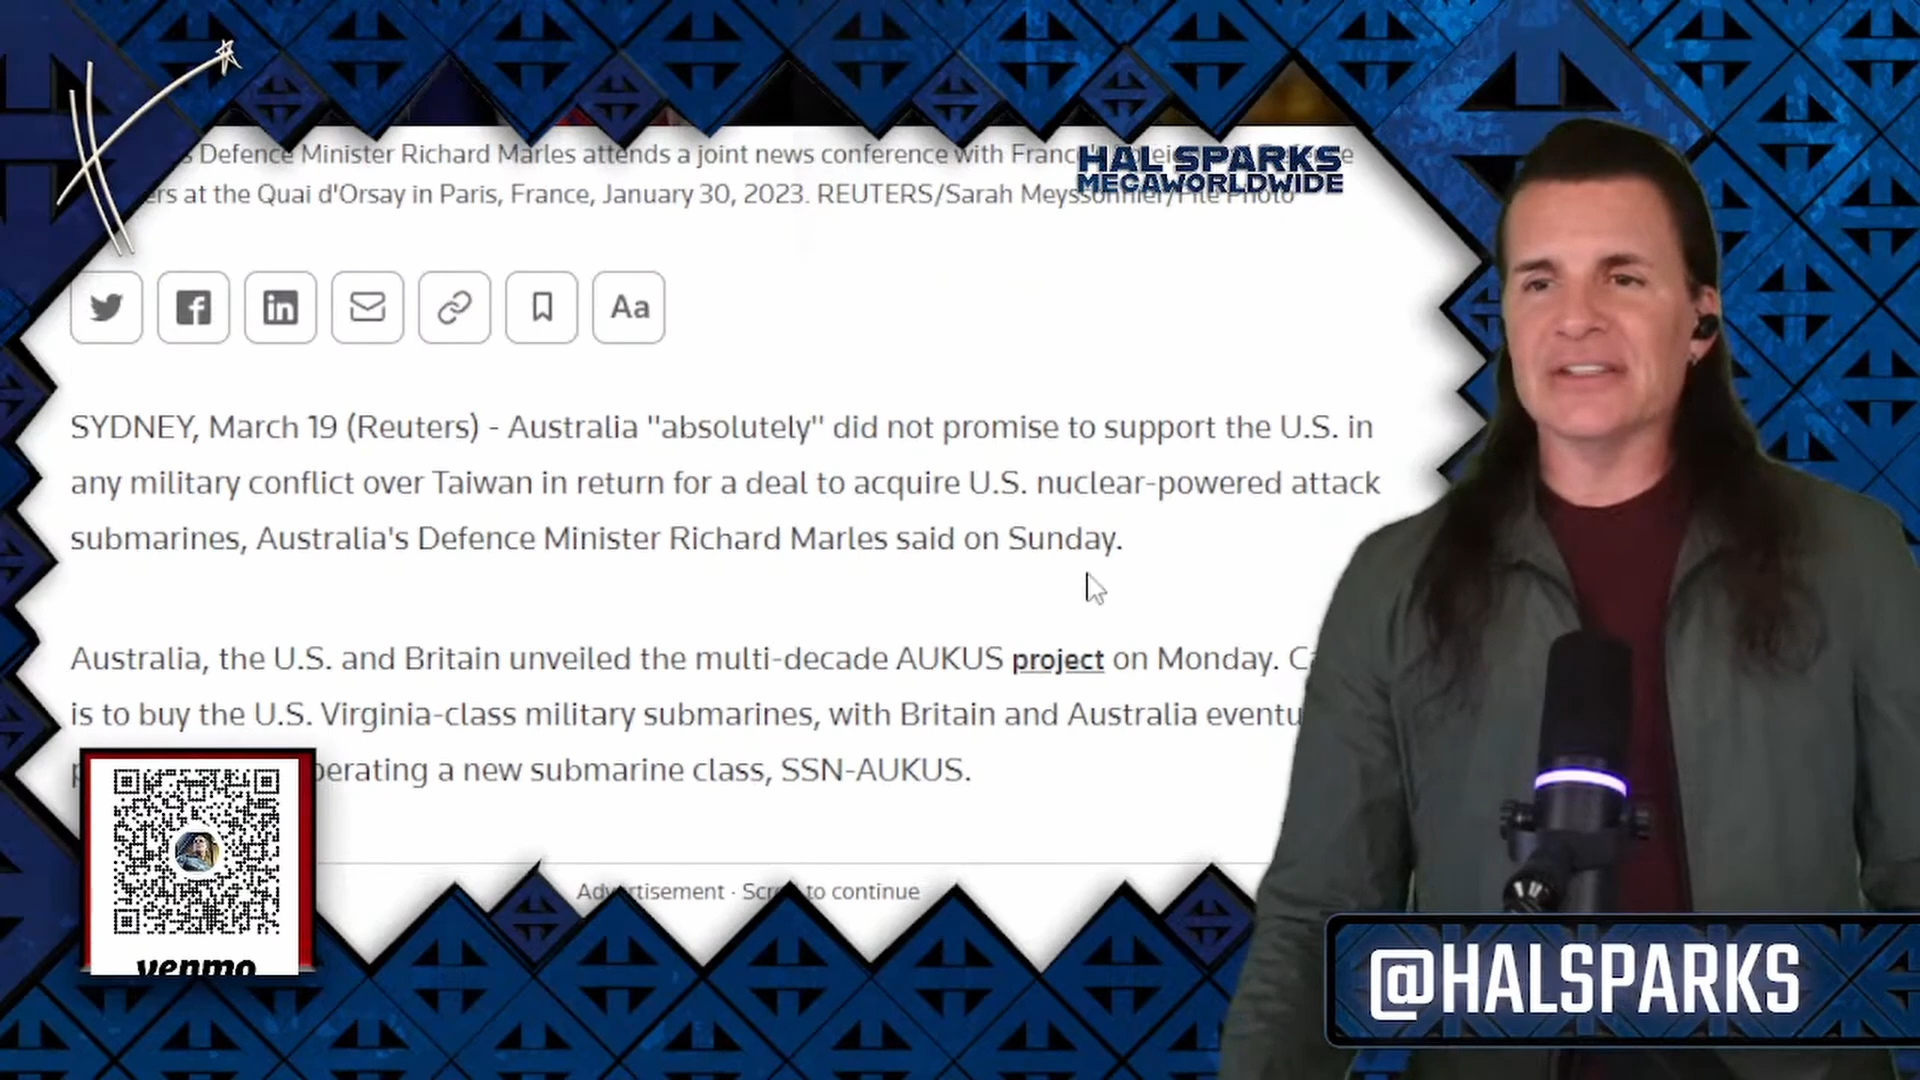 s Defence Minister Richard Marles attends a joint news conference with
ers at the Quai d'Orsay in Paris, France, January 30, 2023. REUTERS/Sarah
HAL SPARKS
MEGAWORLDWIDE
Aa
SYDNEY, March 19 (Reuters) - Australia "absolutely" did not promise to support the U.S. in
any military conflict over Taiwan in return for a deal to acquire U.S. nuclear-powered attack
submarines, Australia's Defence Minister Richard Marles said on Sunday.
Australia, the U.S. and Britain unveiled the multi-decade AUKUS project on Monday.
is to buy the U.S. Virginia-class military submarines, with Britain and Australia eventu
perating a new submarine class, SSN-AUKUS.
Advertisement · Scroll to continue
venmo
@HALSPARKS